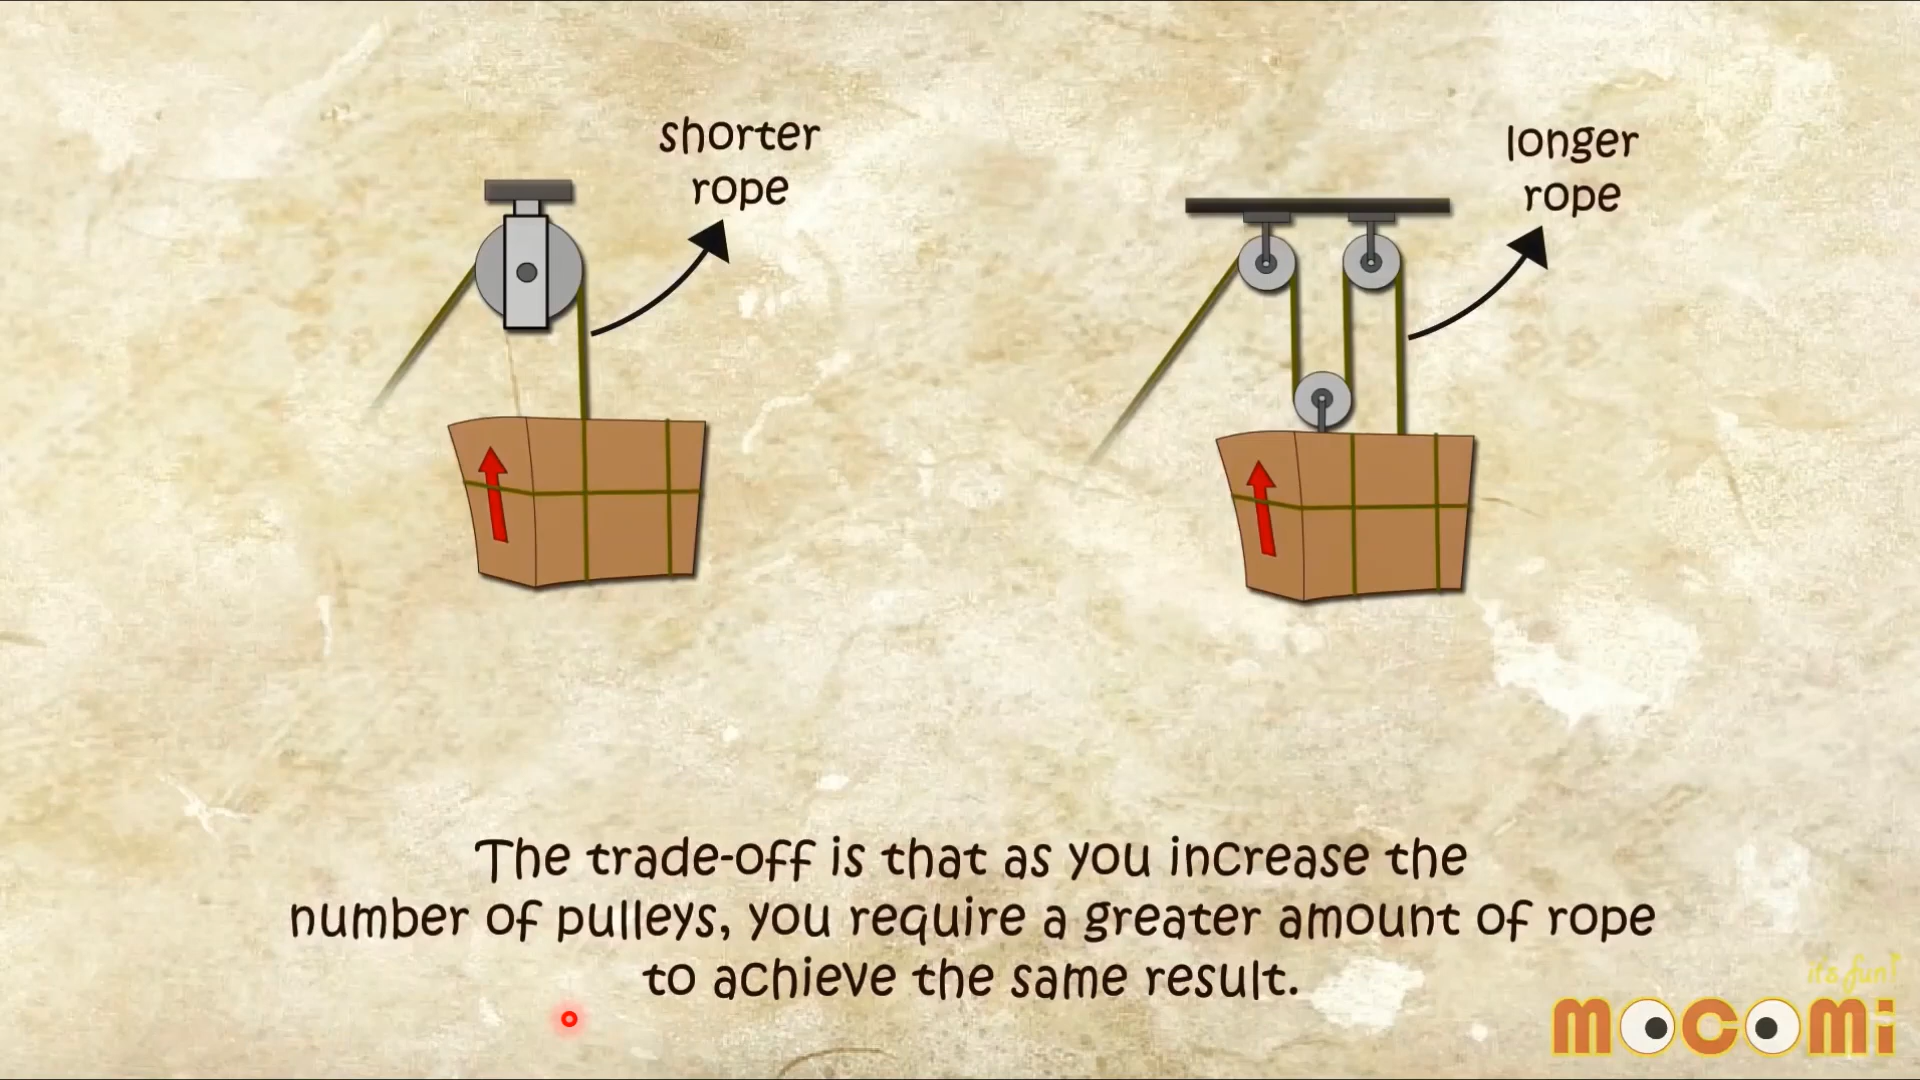 shorter
rope
longer
rope
The trade-off is that as you increase the
number of pulleys, you require a greater amount of rope
to achieve the same result.
it's fun!
mocomi